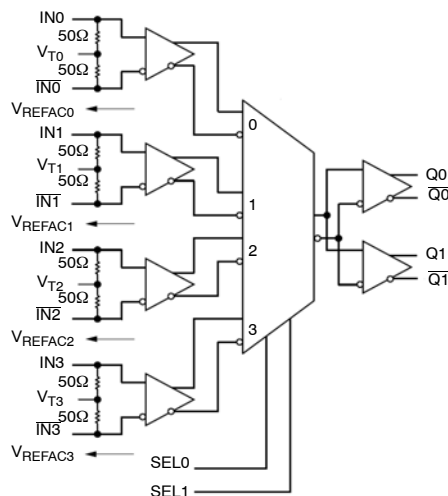 IN0
50Ω
VT0
50Ω
IN0
VREFAC0
IN1
50Ω
VT1
50Ω
IN1
VREFAC1
IN2
50Ω
VT2
50Ω
IN2
VREFAC2
IN3
50Ω
VT3
50Ω
IN3
VREFAC3
0
1
2
3
SEL0
SEL1
Q0
Q0
Q1
Q1